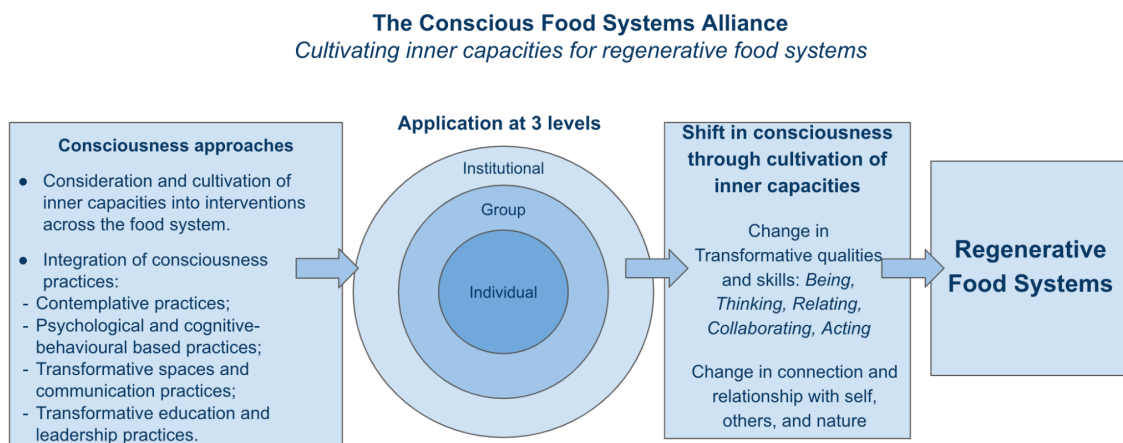 The Conscious Food Systems Alliance
Cultivating inner capacities for regenerative food systems
Consciousness approaches
● Consideration and cultivation of
inner capacities into interventions
across the food system.
● Integration of consciousness
practices:
- Contemplative practices;
- Psychological and cognitive-
behavioural based practices;
- Transformative spaces and
communication practices;
- Transformative education and
leadership practices.
Application at 3 levels
Institutional
Group
Individual
Shift in consciousness
through cultivation of
inner capacities
Change in
Transformative qualities
and skills: Being,
Thinking, Relating,
Collaborating, Acting
Change in connection and
relationship with self,
others, and nature
Regenerative
Food Systems